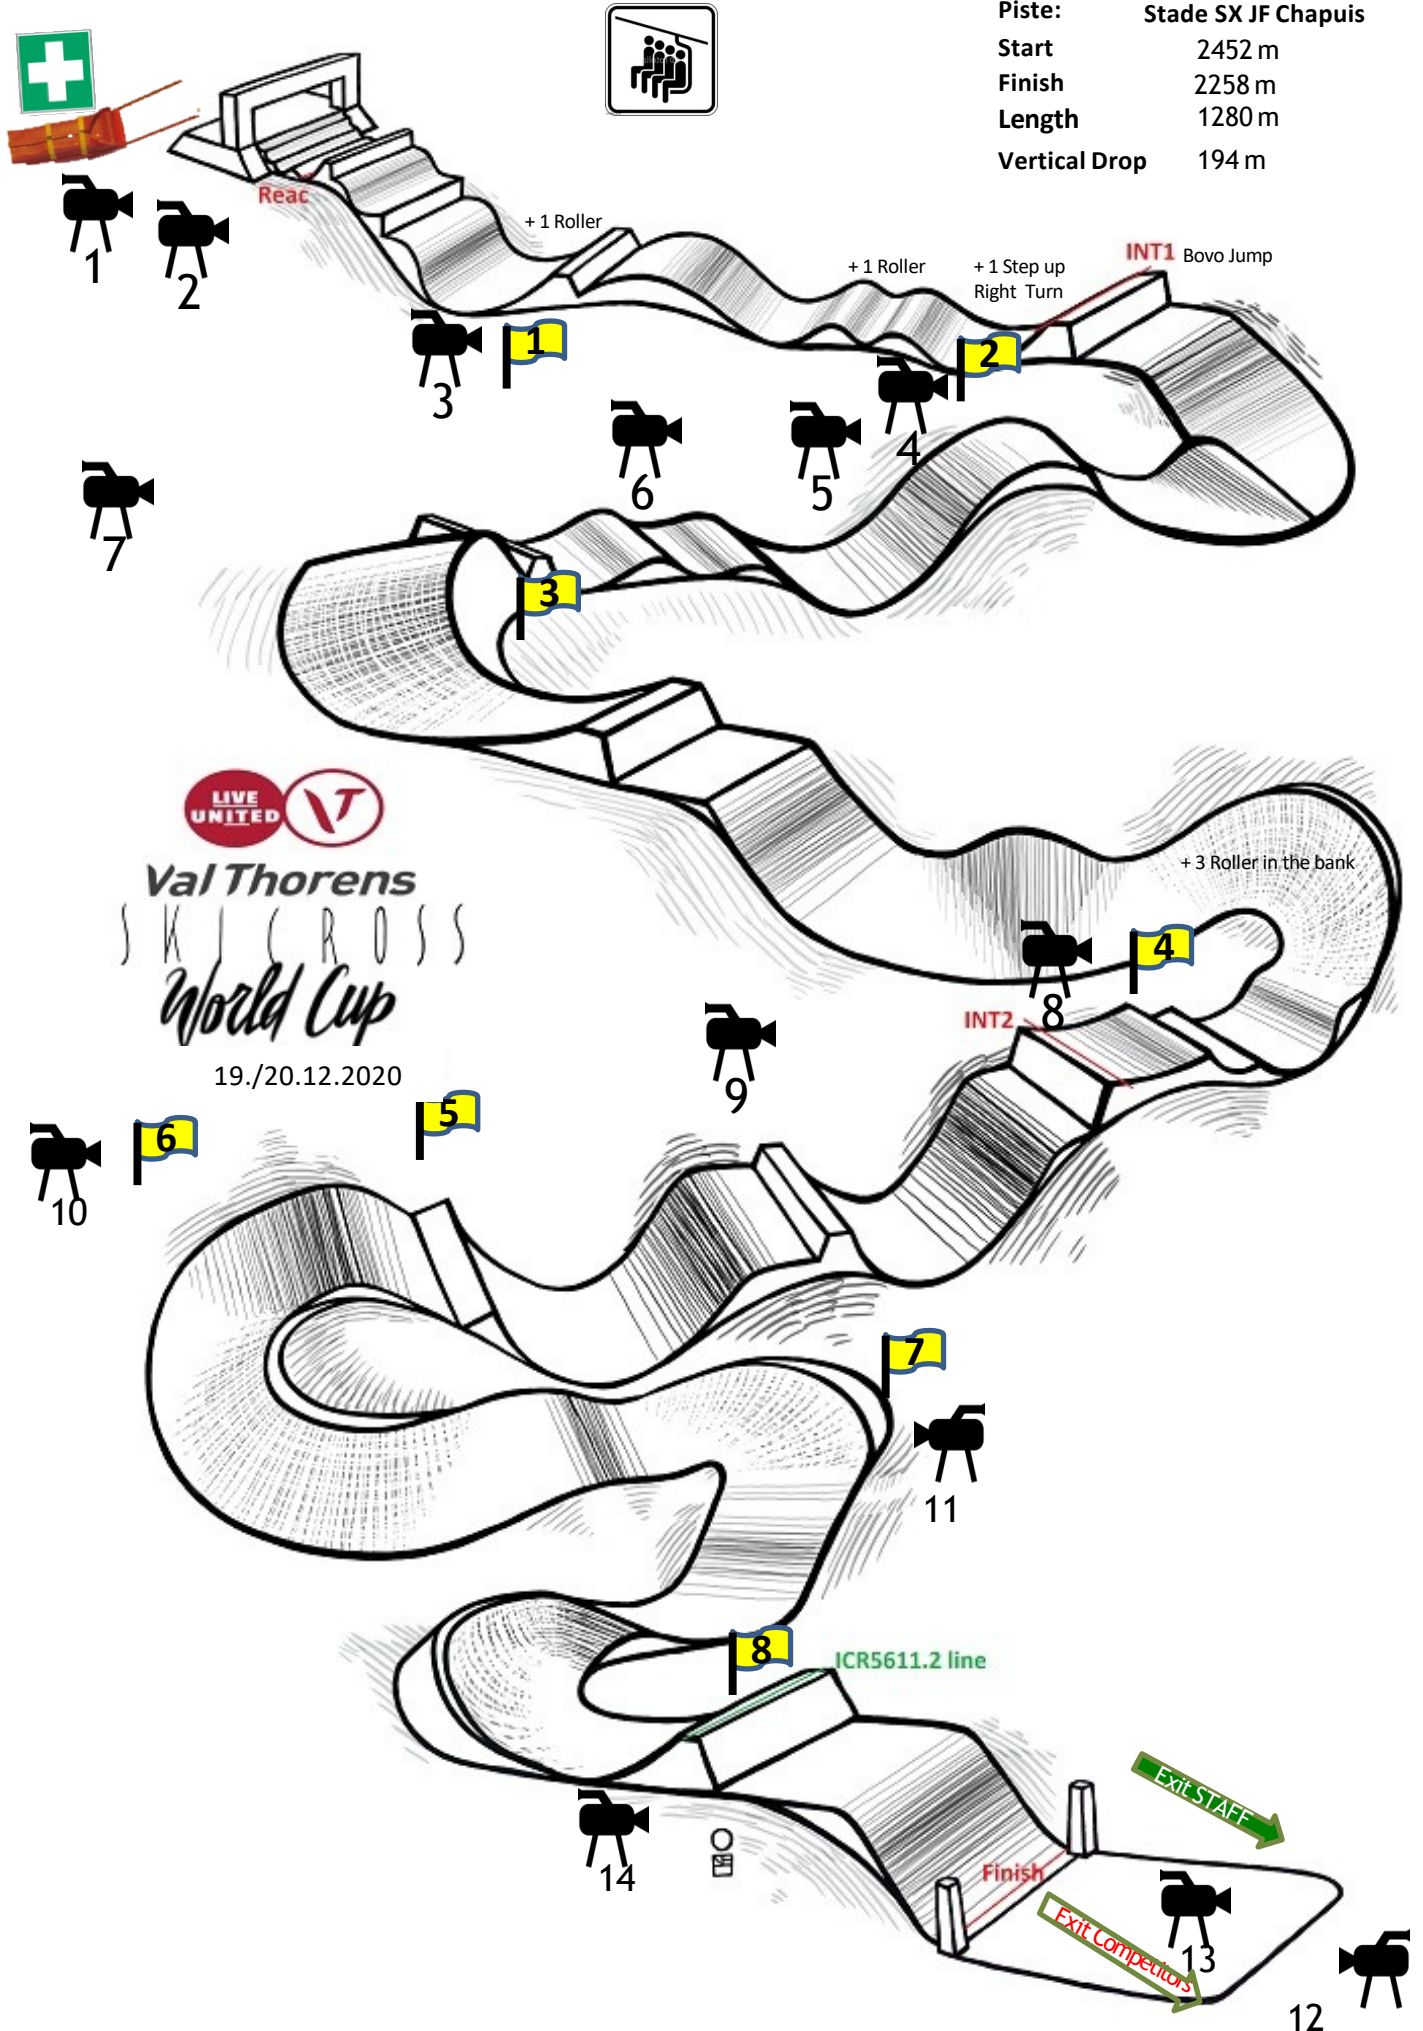 Piste: Stade SX JF Chapuis
Start 2452 m
Finish 2258 m
Length 1280 m
Vertical Drop 194 m
Reac
1
2
+ 1 Roller
+ 1 Roller
+ 1 Step up
Right Turn
INT1 Bovo Jump
3
1
2
4
5
6
7
3
LIVE
UNITED
VT
Val Thorens
SKICROSS
World Cup
19./20.12.2020
+ 3 Roller in the bank
4
8
INT2
9
5
6
10
7
11
8
ICR5611.2 line
14
Exit STAFF
Finish
Exit Competitors
13
12